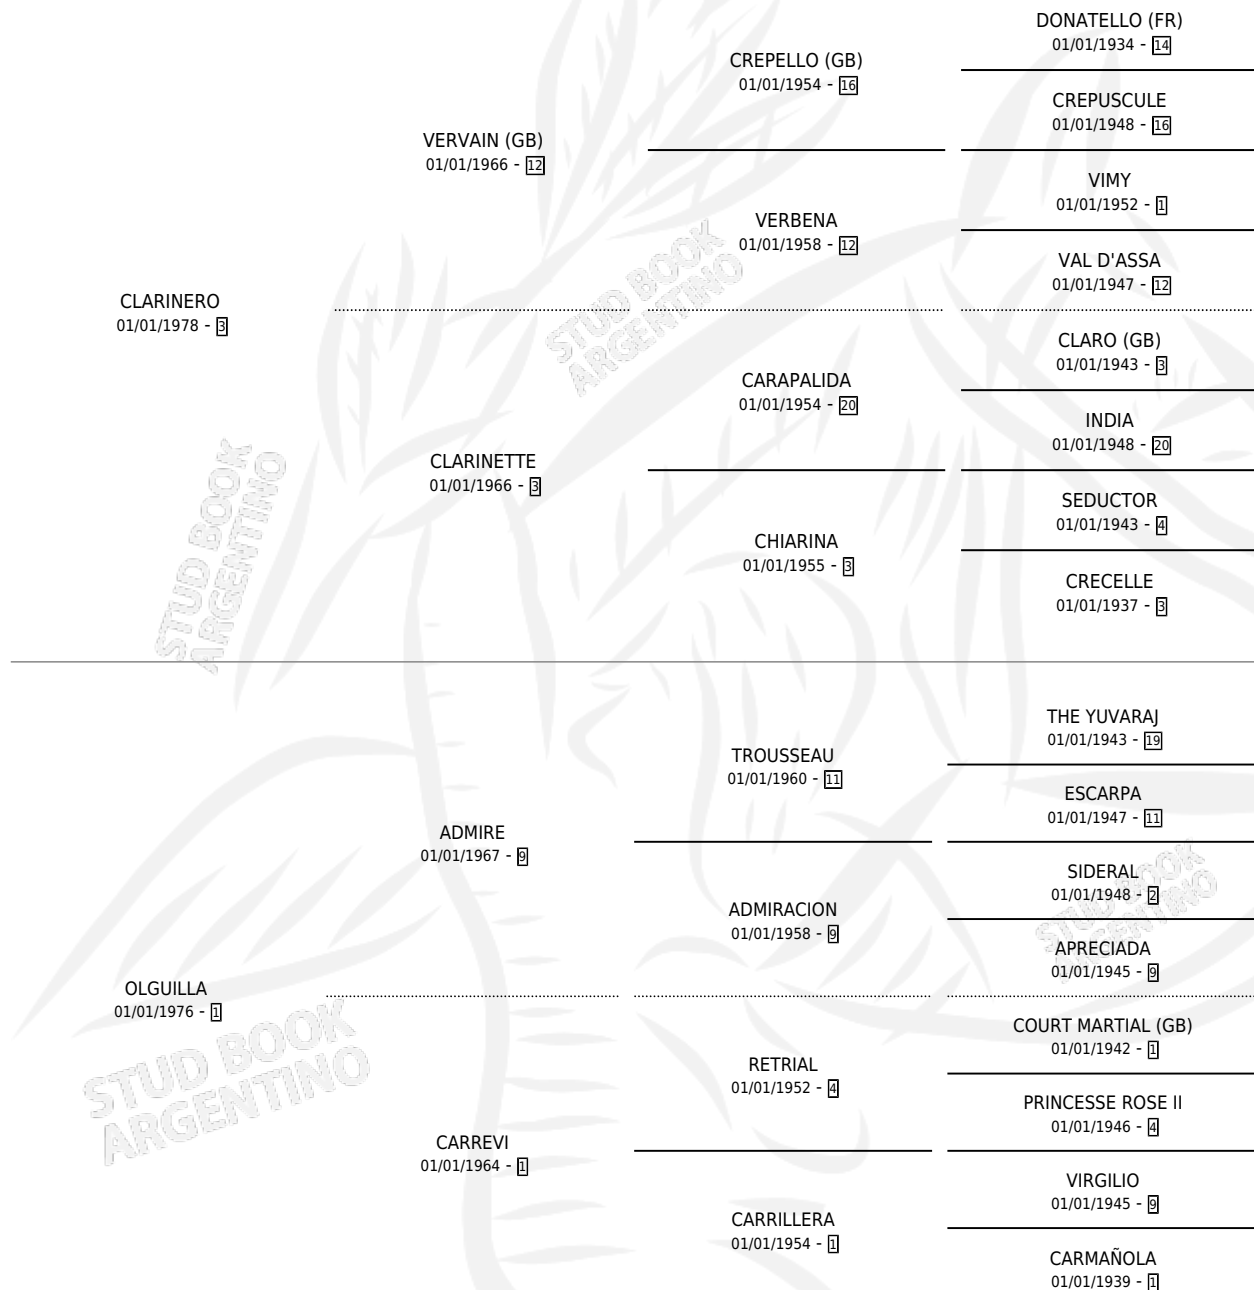 DONATELLO (FR)
01/01/1934 - 14
CREPELLO (GB)
01/01/1954 - 16
CREPUSCULE
01/01/1948 - 16
VERVAIN (GB)
01/01/1966 - 12
VIMY
01/01/1952 - 1
VERBENA
01/01/1958 - 12
VAL D'ASSA
01/01/1947 - 12
CLARINERO
01/01/1978 - 3
CLARO (GB)
01/01/1943 - 3
CARAPALIDA
01/01/1954 - 20
INDIA
01/01/1948 - 20
CLARINETTE
01/01/1966 - 3
SEDUCTOR
01/01/1943 - 4
CHIARINA
01/01/1955 - 3
CRECELLE
01/01/1937 - 3
THE YUVARAJ
01/01/1943 - 19
TROUSSEAU
01/01/1960 - 11
ESCARPA
01/01/1947 - 11
ADMIRE
01/01/1967 - 9
SIDERAL
01/01/1948 - 2
ADMIRACION
01/01/1958 - 9
APRECIADA
01/01/1945 - 9
OLGUILLA
01/01/1976 - 1
COURT MARTIAL (GB)
01/01/1942 - 1
RETRIAL
01/01/1952 - 4
PRINCESSE ROSE II
01/01/1946 - 4
CARREVI
01/01/1964 - 1
VIRGILIO
01/01/1945 - 9
CARRILLERA
01/01/1954 - 1
CARMAÑOLA
01/01/1939 - 1
STUD BOOK
ARGENTINO
STUD BOOK
ARGENTINO
STUD BOOK
ARGENTINO
STUD BOOK
ARGENTINO